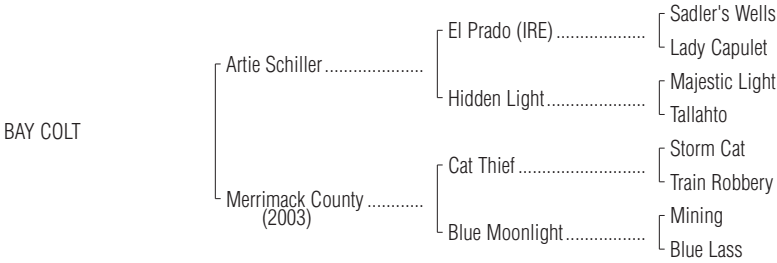 Sadler's Wells
El Prado (IRE)....................
Lady Capulet
Artie Schiller......................
Majestic Light
Hidden Light......................
Tallahto
BAY COLT
Storm Cat
Cat Thief............................
Train Robbery
Merrimack County............
(2003)
Mining
Blue Moonlight..................
Blue Lass